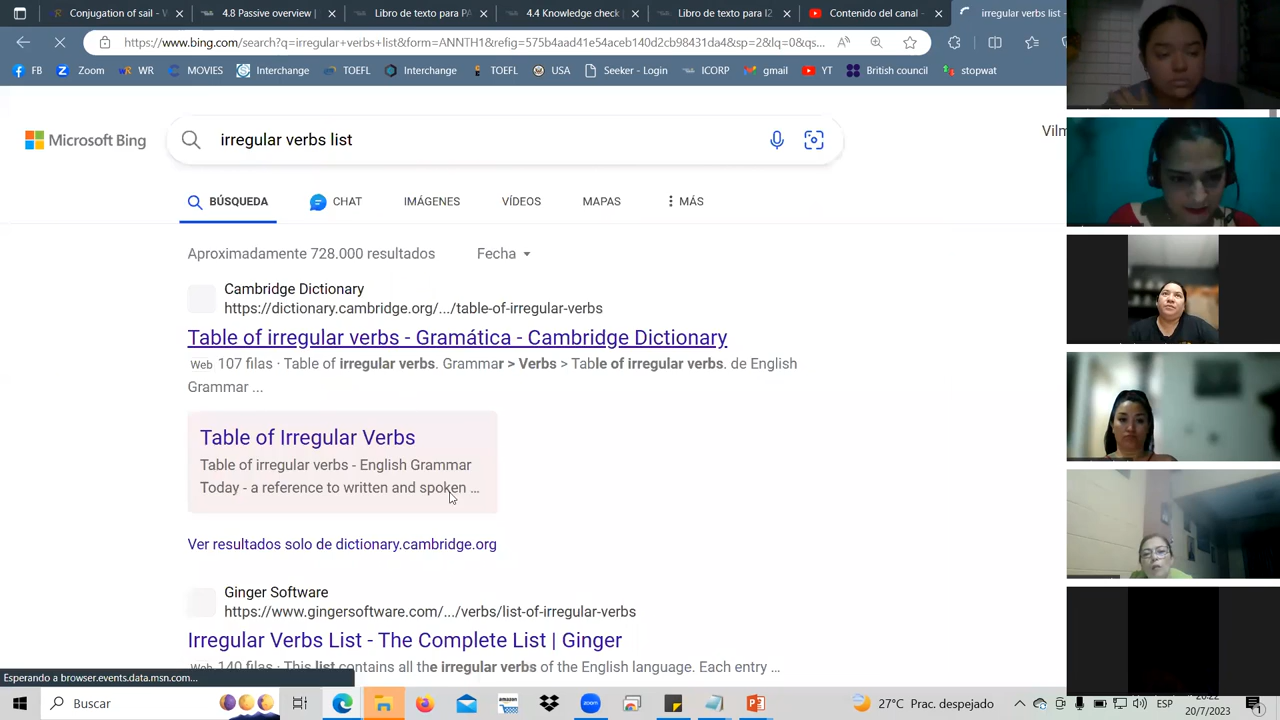 Conjugation of sail - V
4.8 Passive voice - over
Libro de texto para PA
4.4 Knowledge check
Libro de texto para I2
Contenido del canal -
irregular verbs list -
https://www.bing.com/search?q=irregular+verbs+list&form=ANNTH1&refig=575b4aad41e54aceb140d2cb98431da4&sp=2&lq=0&qs...
FB
Zoom
WR
MOVIES
Interchange
TOEFL
Interchange
TOEFL
USA
Seeker - Login
ICORP
gmail
YT
British council
stopwat
Microsoft Bing
irregular verbs list
Vilm
BÚSQUEDA
CHAT
IMÁGENES
VÍDEOS
MAPAS
MÁS
Aproximadamente 728.000 resultados
Fecha
Cambridge Dictionary
https://dictionary.cambridge.org/.../table-of-irregular-verbs
Table of irregular verbs - Gramática - Cambridge Dictionary
Web 107 filas · Table of irregular verbs. Grammar > Verbs > Table of irregular verbs. de English
Grammar ...
Table of Irregular Verbs
Table of irregular verbs - English Grammar
Today - a reference to written and spoken ...
Ver resultados solo de dictionary.cambridge.org
Ginger Software
https://www.gingersoftware.com/.../verbs/list-of-irregular-verbs
Irregular Verbs List - The Complete List | Ginger
Web 140 filas · This list contains all the irregular verbs of the English language. Each entry ...
Esperando a browser.events.data.msn.com...
Buscar
27°C Prac. despejado
ESP
20:22
20/7/2023